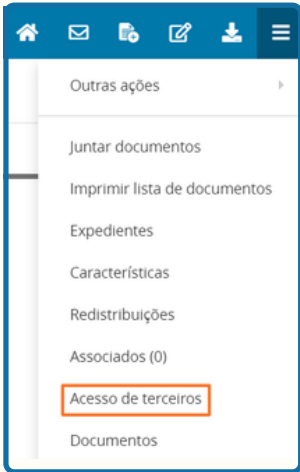 Outras ações
Juntar documentos
Imprimir lista de documentos
Expedientes
Características
Redistribuições
Associados (0)
Acesso de terceiros
Documentos